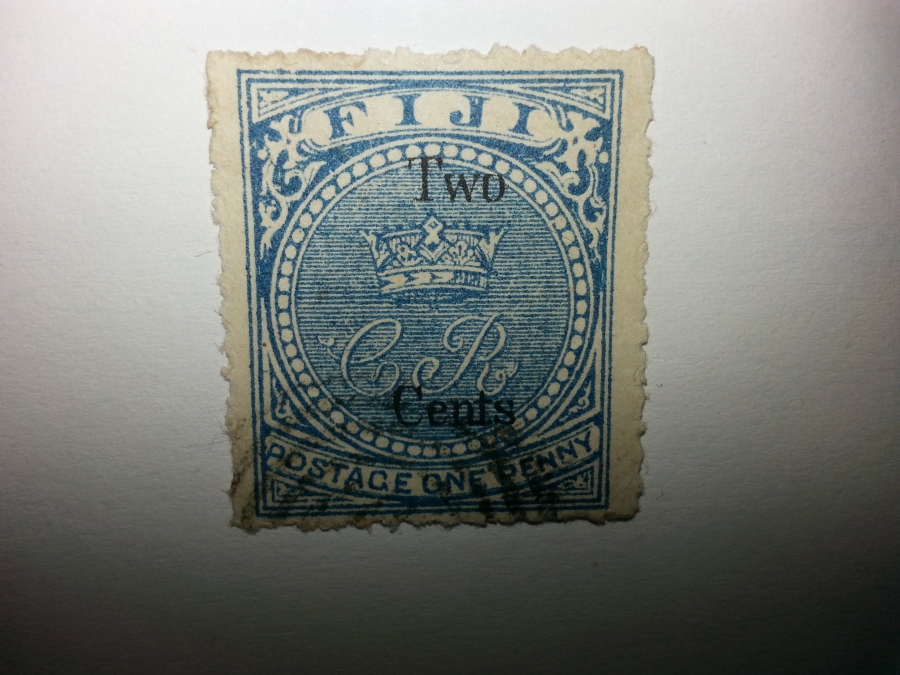 FIJI
Two
CR
Cents
POSTAGE ONE PENNY